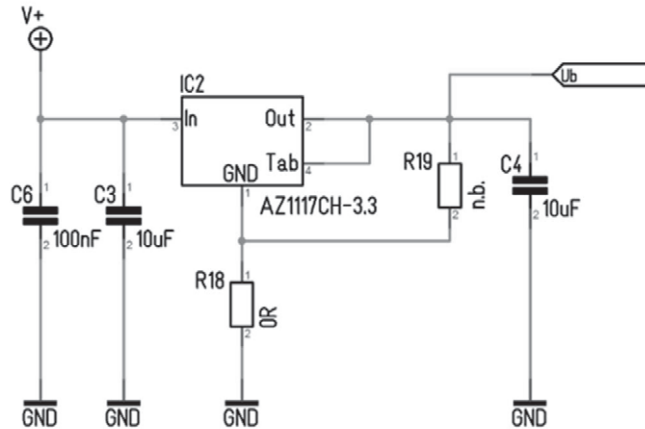 V+
IC2
Ub
In
Out
3
2
Tab
4
GND
1
AZ1117CH-3.3
C6
1
2
100nF
C3
1
2
10uF
R19
1
2
n.b.
C4
1
2
10uF
R18
1
2
0R
GND
GND
GND
GND